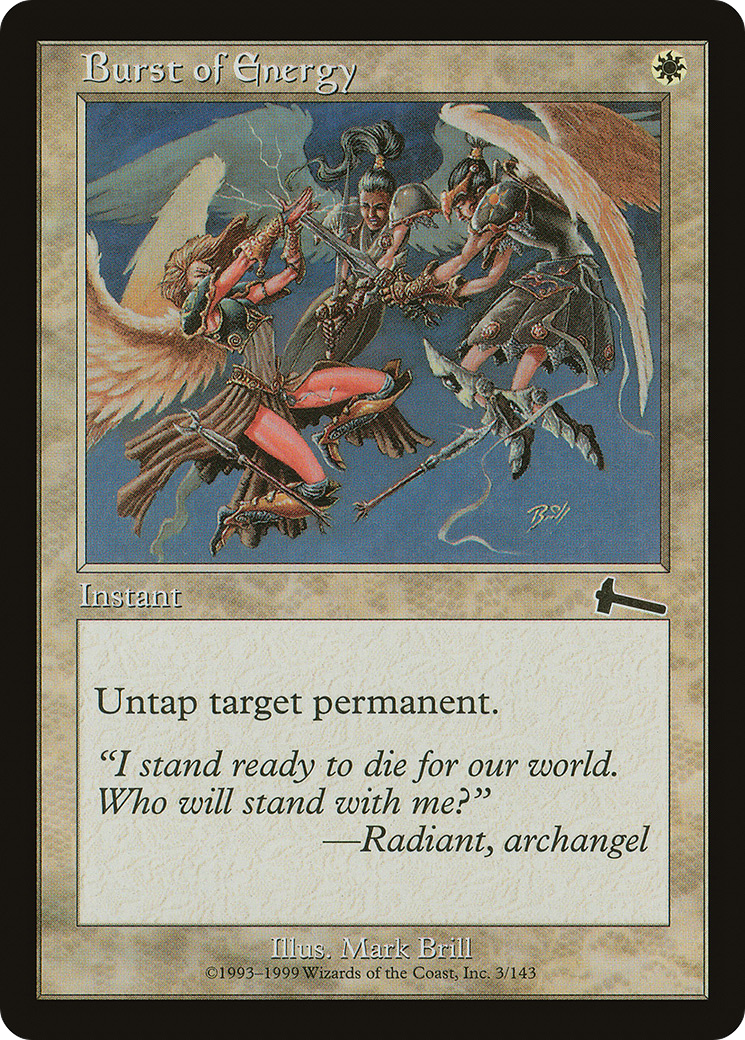 Burst of Energy
Brill
Instant
Untap target permanent.
“I stand ready to die for our world.
Who will stand with me?”
—Radiant, archangel
Illus. Mark Brill
©1993–1999 Wizards of the Coast, Inc. 3/143